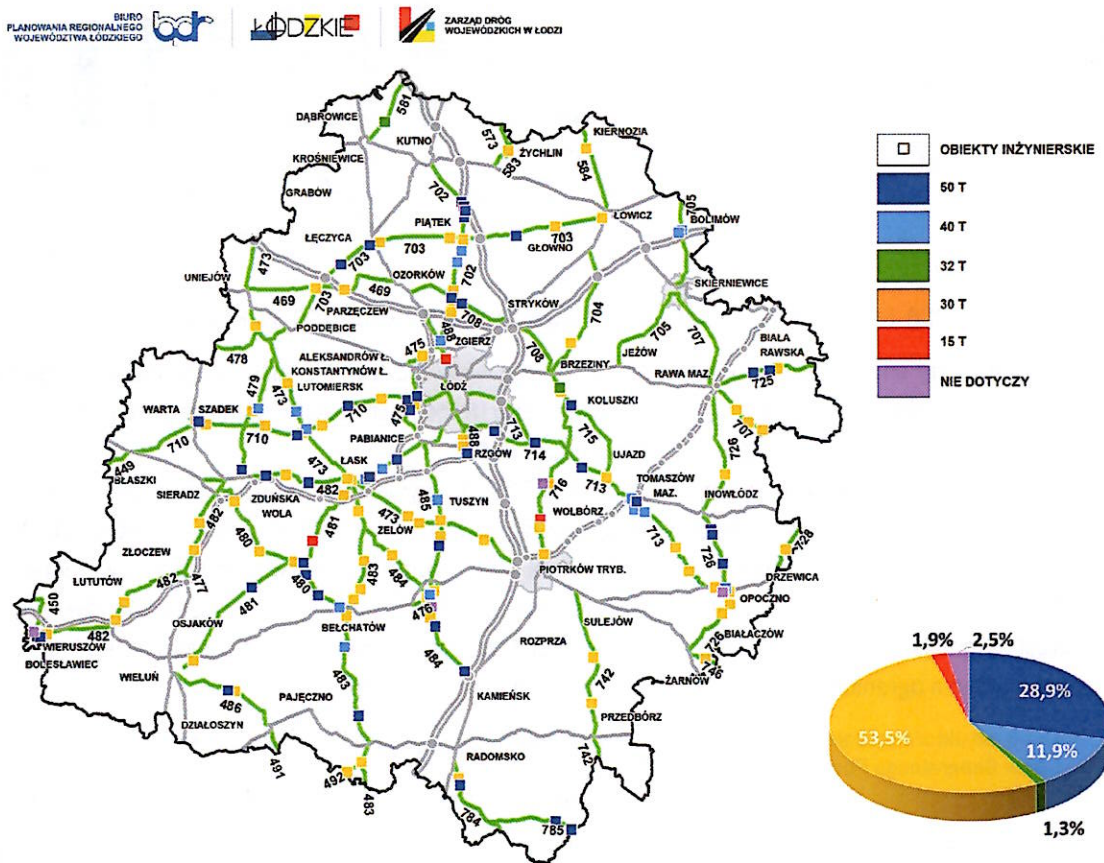 BIURO
PLANOWANIA REGIONALNEGO
WOJEWÓDZTWA ŁÓDZKIEGO
bpr
ŁÓDZKIE
ZARZĄD DRÓG
WOJEWÓDZKICH W ŁODZI
DĄBROWICE
581
KUTNO
KROŚNIEWICE
573
583
ŻYCHLIN
KIERNOZIA
584
GRABÓW
702
705
ŁOWICZ
BOLIMÓW
PIĄTEK
ŁĘCZYCA
703
703
703
GŁOWNO
473
UNIEJÓW
OZORKÓW
702
469
469
703
PARZĘCZEW
STRYKÓW
SKIERNIEWICE
708
704
PODDĘBICE
ZGIERZ
705
707
BIAŁA
RAWSKA
478
ALEKSANDRÓW Ł.
475
KONSTANTYNÓW Ł.
LUTOMIERSK
708
BRZEZINY
JEŻÓW
RAWA MAZ.
725
479
473
ŁÓDŹ
KOLUSZKI
WARTA
SZADEK
710
475
707
710
710
PABIANICE
488
713
715
726
RZGÓW
714
UJAZD
449
BŁASZKI
ŁASK
473
482
SIERADZ
ZDUŃSKA
WOLA
485
TUSZYN
716
713
TOMASZÓW
MAZ.
INOWŁÓDZ
482
480
481
473
ZELÓW
WOLBÓRZ
713
726
728
ZŁOCZEW
483
484
PIOTRKÓW TRYB.
DRZEWICA
LUTUTÓW
482
477
480
481
476
OPOCZNO
450
482
OSJAKÓW
BEŁCHATÓW
SULEJÓW
BIAŁACZÓW
WIERUSZÓW
BOLESŁAWIEC
484
ROZPRZA
726
746
WIELUŃ
483
742
ŻARNÓW
486
PAJĘCZNO
KAMIEŃSK
DZIAŁOSZYN
PRZEDBÓRZ
491
742
492
483
RADOMSKO
784
785
OBIEKTY INŻYNIERSKIE
50 T
40 T
32 T
30 T
15 T
NIE DOTYCZY
1,9%
2,5%
28,9%
53,5%
11,9%
1,3%